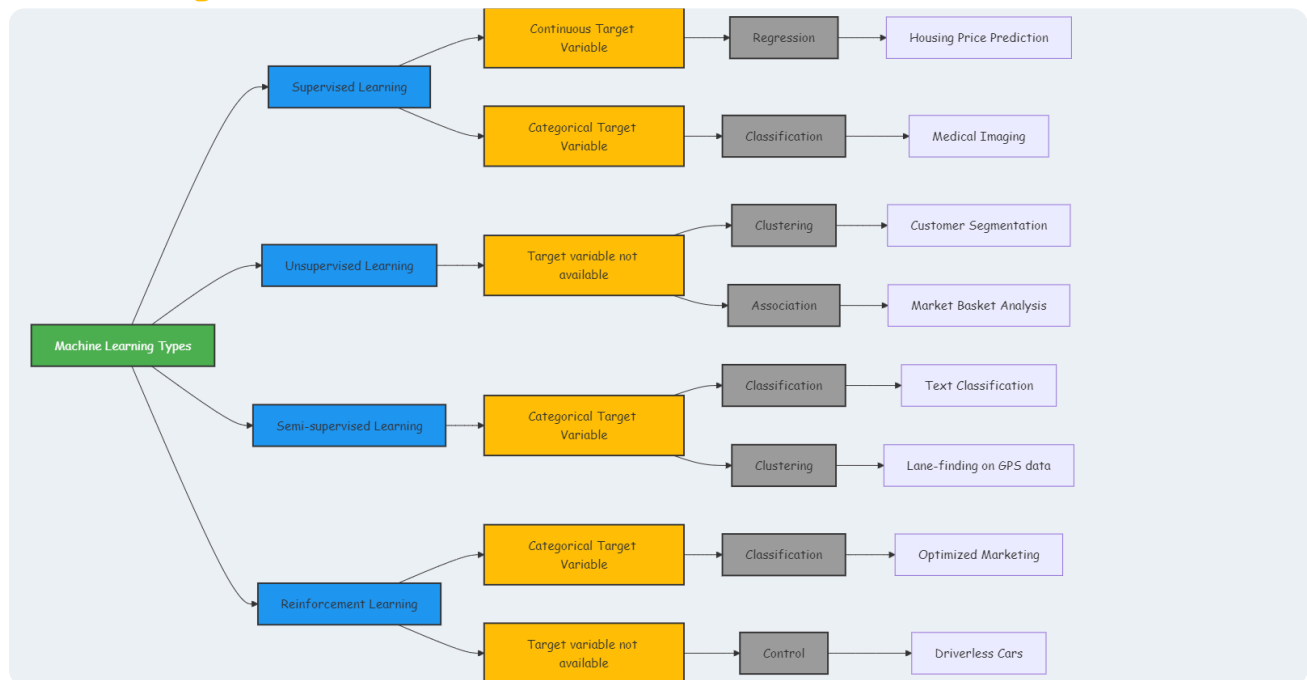 Continuous Target
Variable
Regression
Housing Price Prediction
Supervised Learning
Categorical Target
Variable
Classification
Medical Imaging
Clustering
Customer Segmentation
Unsupervised Learning
Target variable not
available
Association
Market Basket Analysis
Machine Learning Types
Classification
Text Classification
Semi-supervised Learning
Categorical Target
Variable
Clustering
Lane-finding on GPS data
Categorical Target
Variable
Classification
Optimized Marketing
Reinforcement Learning
Target variable not
available
Control
Driverless Cars